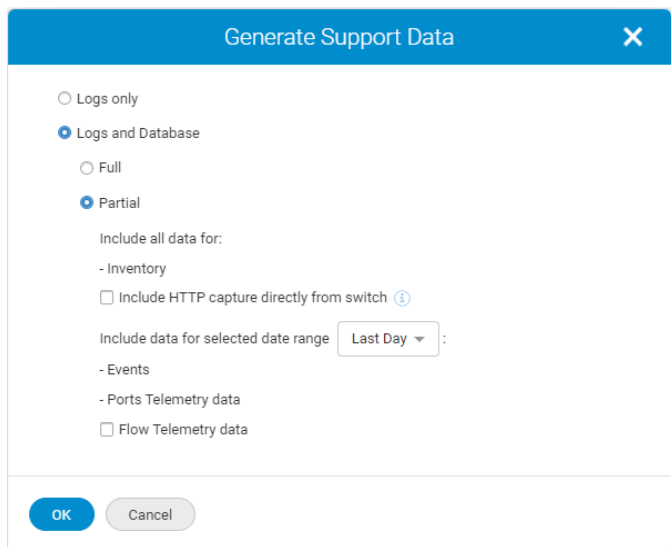 Generate Support Data
Logs only
Logs and Database
Full
Partial
Include all data for:
- Inventory
Include HTTP capture directly from switch
Include data for selected date range Last Day :
- Events
- Ports Telemetry data
Flow Telemetry data
OK Cancel